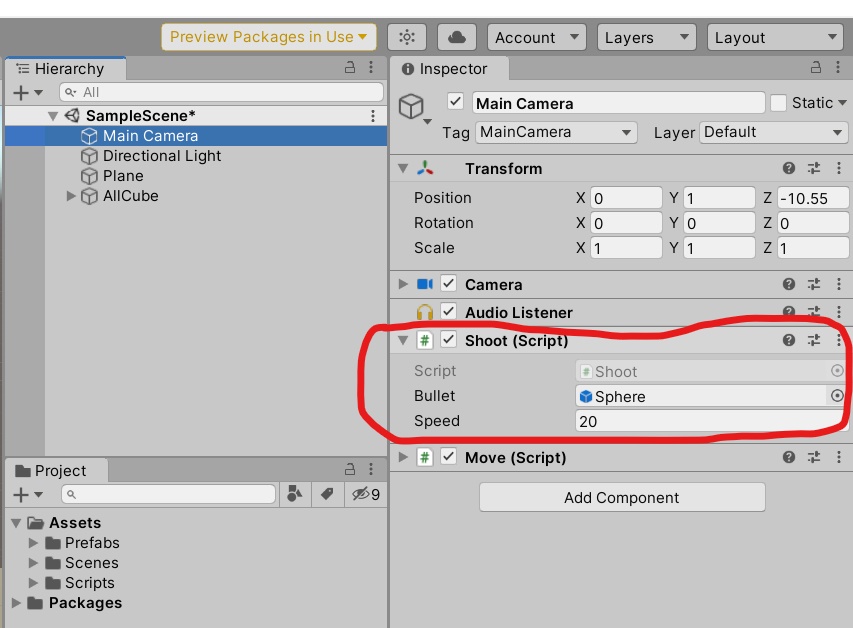 Preview Packages in Use
Account
Layers
Layout
Hierarchy
All
SampleScene*
Main Camera
Directional Light
Plane
AllCube
Project
9
Assets
Prefabs
Scenes
Scripts
Packages
Inspector
Main Camera
Static
Tag MainCamera Layer Default
Transform
Position X 0 Y 1 Z -10.55
Rotation X 0 Y 0 Z 0
Scale X 1 Y 1 Z 1
Camera
Audio Listener
# Shoot (Script)
Script # Shoot
Bullet Sphere
Speed 20
# Move (Script)
Add Component